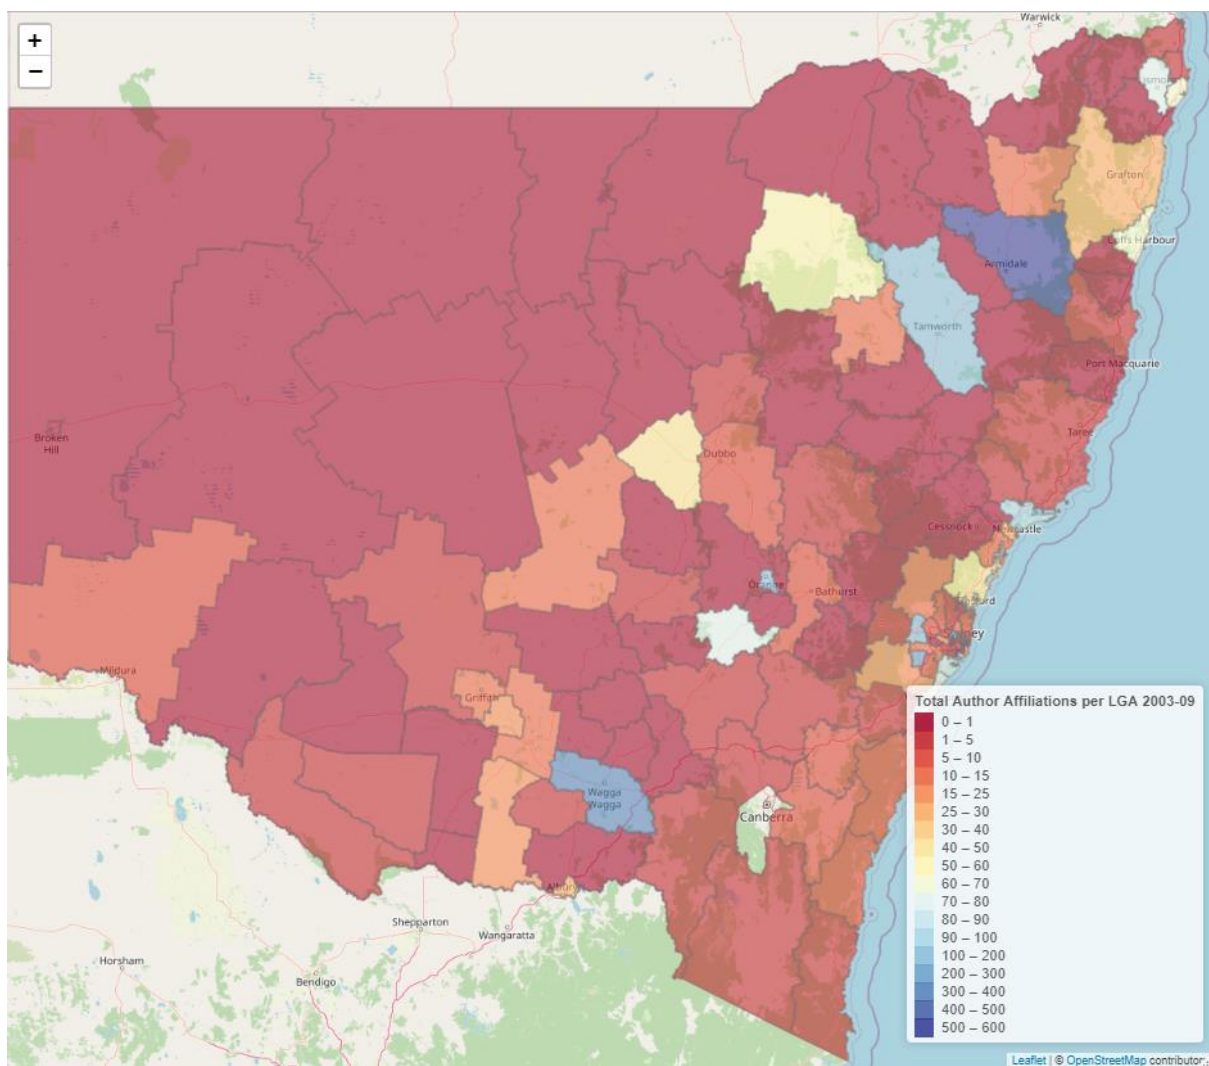 +
−
Warwick
Grafton
Coffs Harbour
Armidale
Tamworth
Port Macquarie
Broken
Hill
Taree
Dubbo
Cessnock
Newcastle
Orange
Bathurst
Sydney
Mildura
Griffith
Wagga
Wagga
Canberra
Albury
Shepparton
Wangaratta
Horsham
Bendigo
Total Author Affiliations per LGA 2003-09
0 – 1
1 – 5
5 – 10
10 – 15
15 – 25
25 – 30
30 – 40
40 – 50
50 – 60
60 – 70
70 – 80
80 – 90
90 – 100
100 – 200
200 – 300
300 – 400
400 – 500
500 – 600
Leaflet | © OpenStreetMap contributor